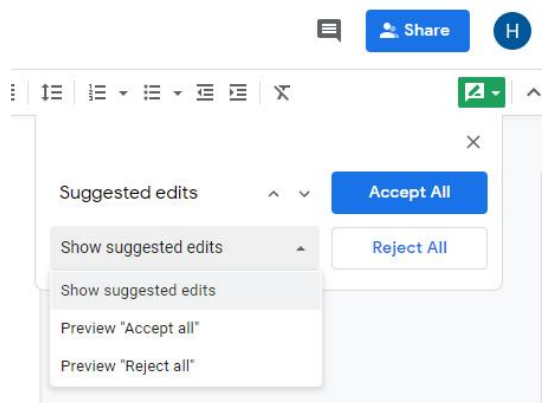 Share
H
Suggested edits
Accept All
Show suggested edits
Reject All
Show suggested edits
Preview "Accept all"
Preview "Reject all"